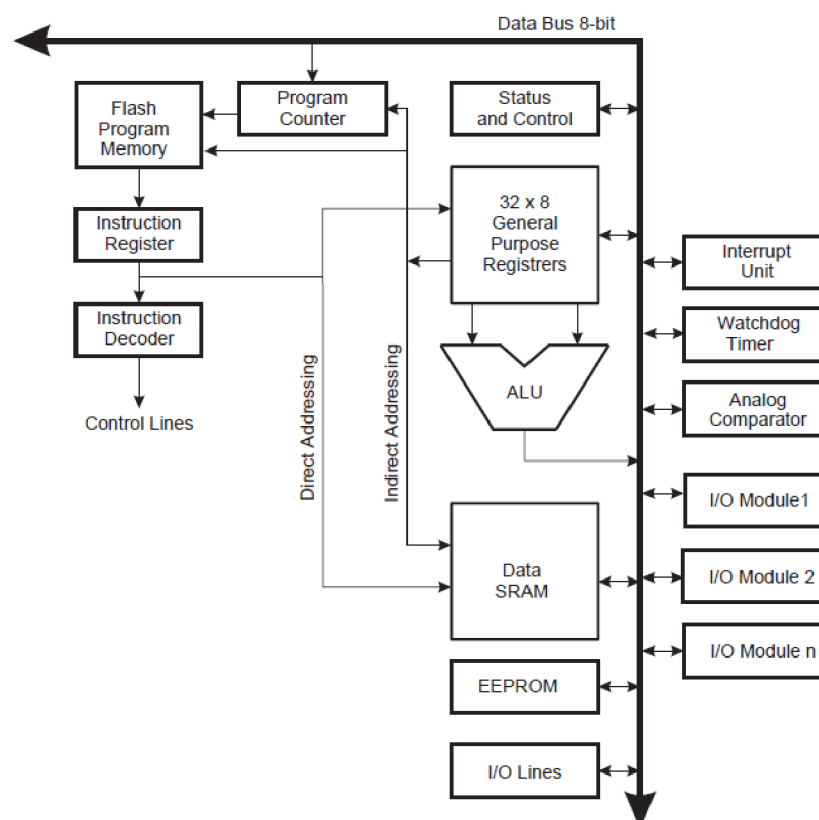 Data Bus 8-bit
Flash
Program
Memory
Program
Counter
Status
and Control
32 x 8
General
Purpose
Registrers
Instruction
Register
Interrupt
Unit
Instruction
Decoder
Watchdog
Timer
ALU
Analog
Comparator
Control Lines
Direct Addressing
Indirect Addressing
I/O Module1
Data
SRAM
I/O Module 2
I/O Module n
EEPROM
I/O Lines